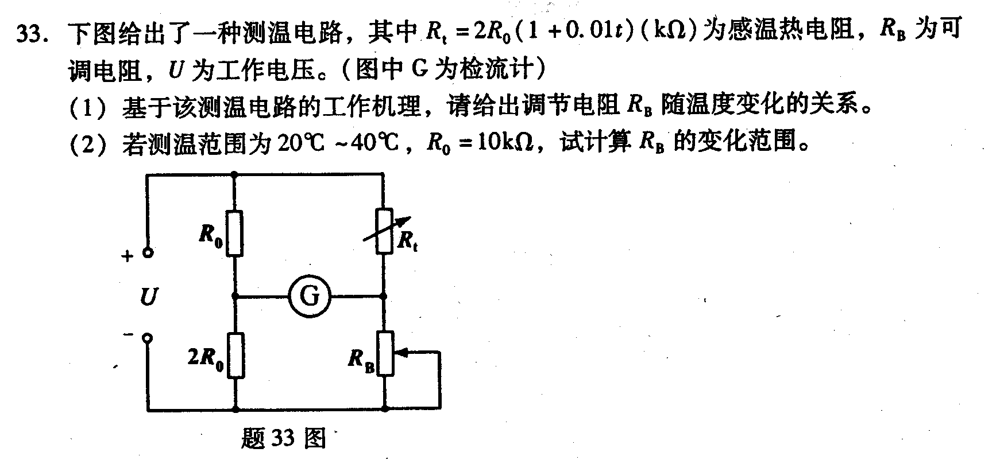 33. 下图给出了一种测温电路，其中 Rt = 2R0(1 + 0.01t)(kΩ)为感温热电阻，RB 为可
调电阻，U 为工作电压。(图中 G 为检流计)
(1) 基于该测温电路的工作机理，请给出调节电阻 RB 随温度变化的关系。
(2) 若测温范围为 20℃ ~40℃，R0 = 10kΩ，试计算 RB 的变化范围。
R0
Rt
+
U
G
-
2R0
RB
题 33 图